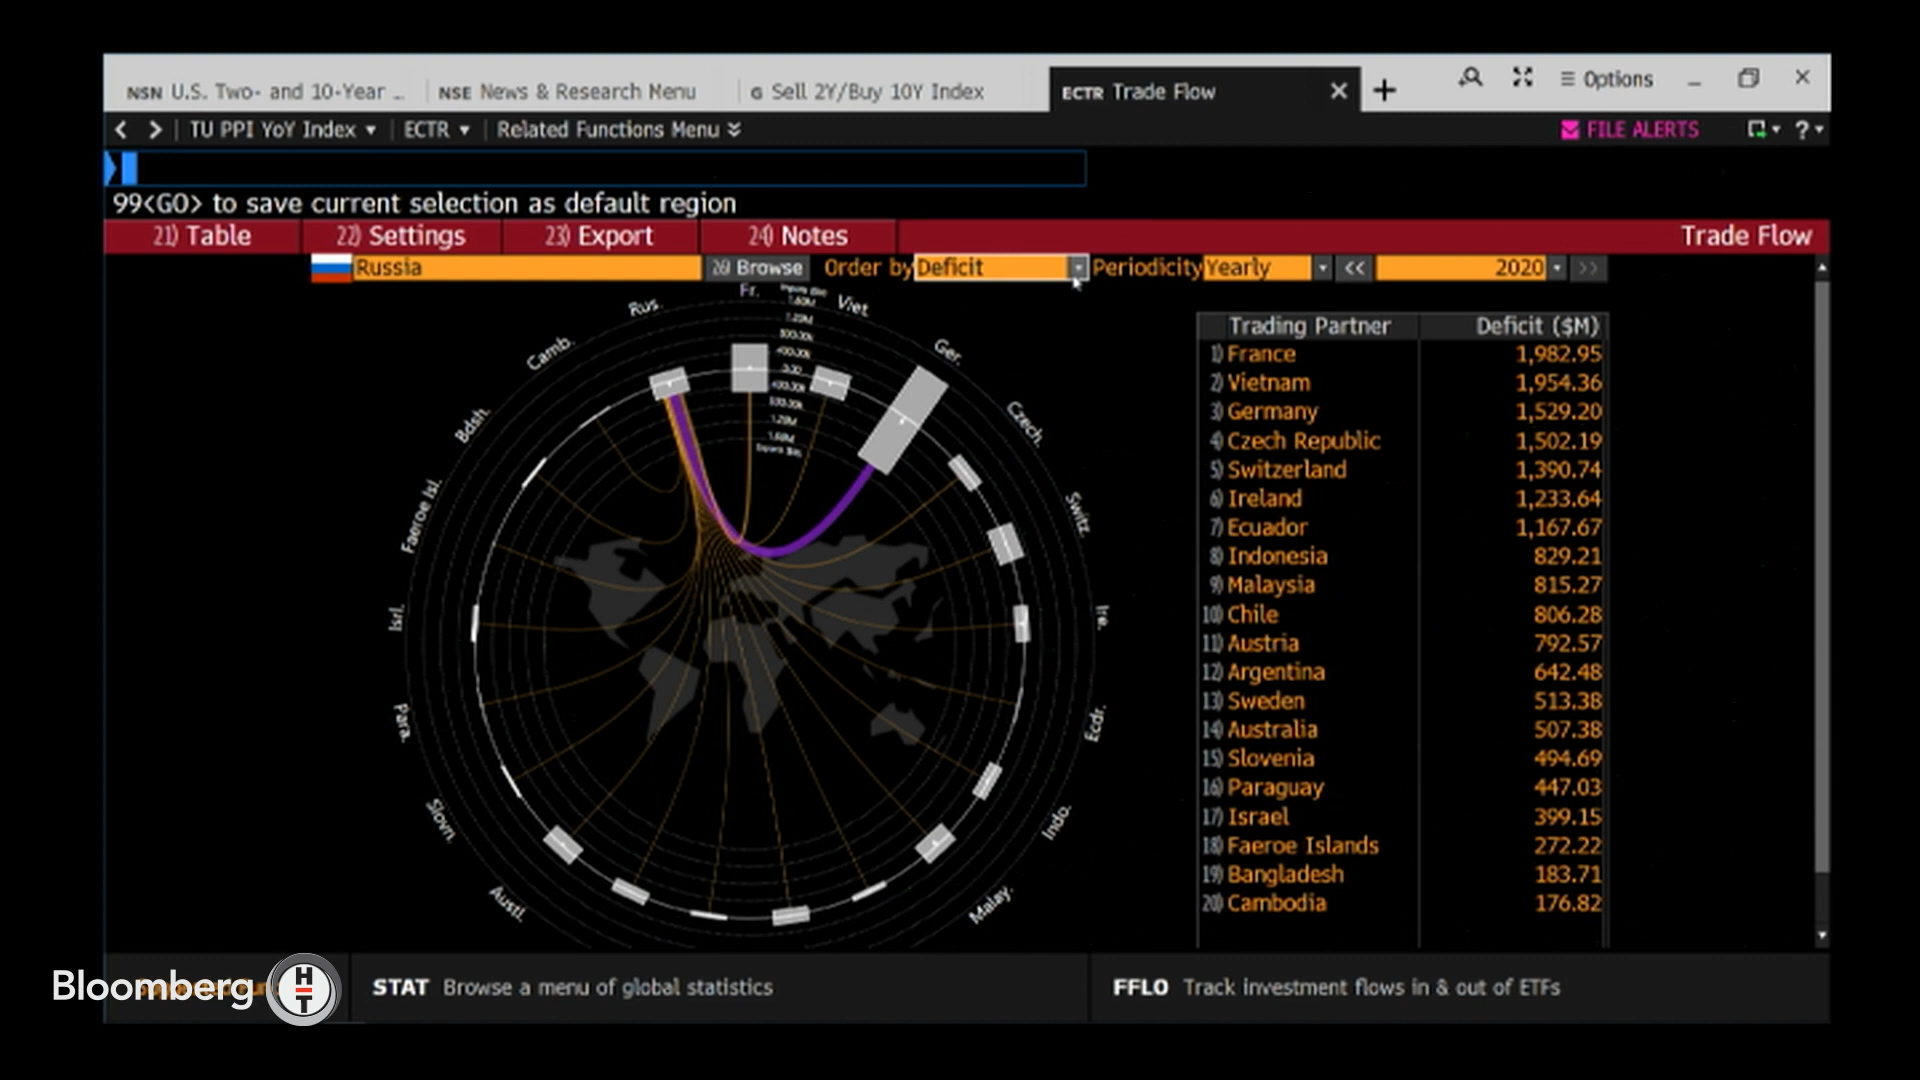 NSN U.S. Two- and 10-Year ...
NSE News & Research Menu
G Sell 2Y/Buy 10Y Index
ECTR Trade Flow
Options
TU PPI YoY Index
ECTR
Related Functions Menu
FILE ALERTS
?
99<GO> to save current selection as default region
21) Table
22) Settings
23) Export
24) Notes
Trade Flow
Russia
26) Browse
Order by Deficit
Periodicity Yearly
<<
2020
>>
Fr.
Viet.
Ger.
Czech.
Switz.
Ire.
Ecdr.
Indo.
Malay.
Austl.
Slovn.
Para.
Isrl.
Faeroe Isl.
Bdsh.
Camb.
Rus.
Trading Partner Deficit ($M)
1) France 1,982.95
2) Vietnam 1,954.36
3) Germany 1,529.20
4) Czech Republic 1,502.19
5) Switzerland 1,390.74
6) Ireland 1,233.64
7) Ecuador 1,167.67
8) Indonesia 829.21
9) Malaysia 815.27
10) Chile 806.28
11) Austria 792.57
12) Argentina 642.48
13) Sweden 513.38
14) Australia 507.38
15) Slovenia 494.69
16) Paraguay 447.03
17) Israel 399.15
18) Faeroe Islands 272.22
19) Bangladesh 183.71
20) Cambodia 176.82
Bloomberg HT
STAT Browse a menu of global statistics
FFLO Track investment flows in & out of ETFs